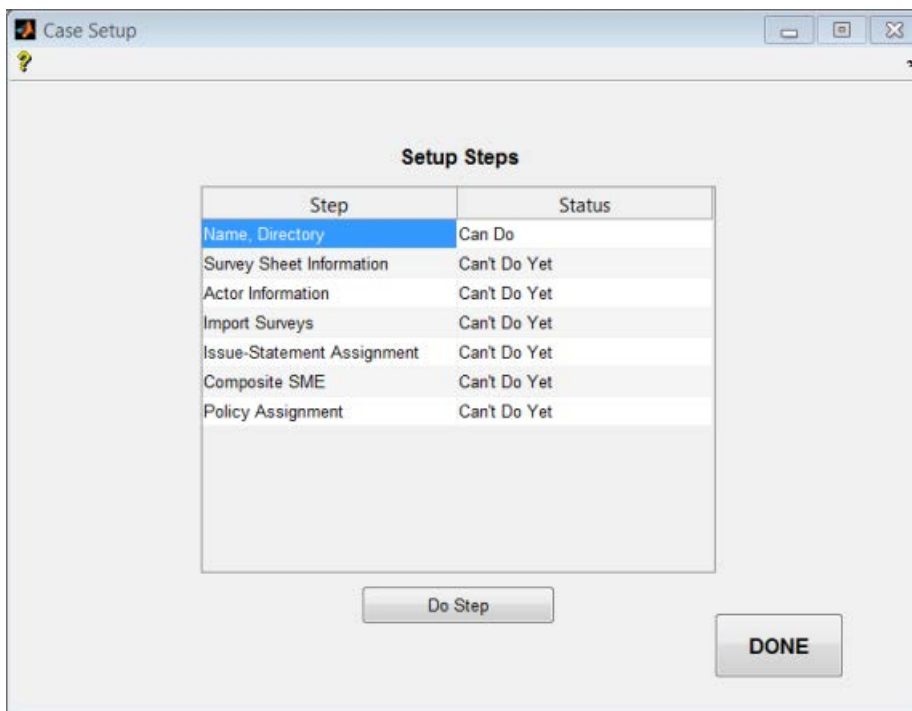 Case Setup
?
Setup Steps
Step Status
Name, Directory Can Do
Survey Sheet Information Can't Do Yet
Actor Information Can't Do Yet
Import Surveys Can't Do Yet
Issue-Statement Assignment Can't Do Yet
Composite SME Can't Do Yet
Policy Assignment Can't Do Yet
Do Step
DONE